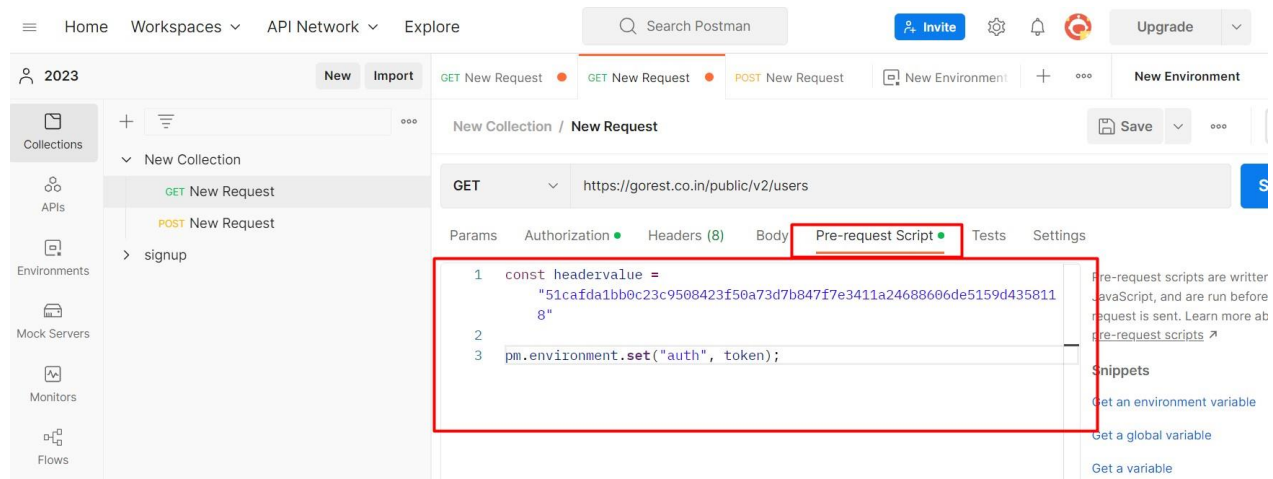 Home Workspaces API Network Explore Search Postman Invite Upgrade
2023 New Import GET New Request GET New Request POST New Request New Environment New Environment
Collections
APIs
Environments
Mock Servers
Monitors
Flows
New Collection
GET New Request
POST New Request
signup
New Collection / New Request Save
GET https://gorest.co.in/public/v2/users S
Params Authorization Headers (8) Body Pre-request Script Tests Settings
1 const headervalue =
"51cafda1bb0c23c9508423f50a73d7b847f7e3411a24688606de5159d435811
8"
2
3 pm.environment.set("auth", token);
Pre-request scripts are written
JavaScript, and are run before
request is sent. Learn more ab
pre-request scripts
Snippets
Get an environment variable
Get a global variable
Get a variable